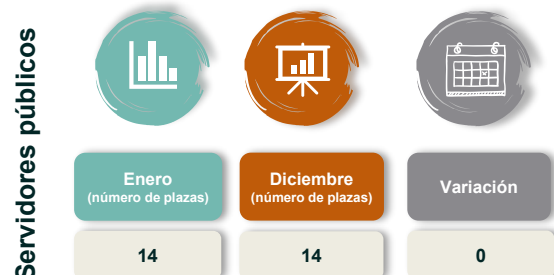 Servidores públicos
Enero
(número de plazas)
Diciembre
(número de plazas)
Variación
14
14
0